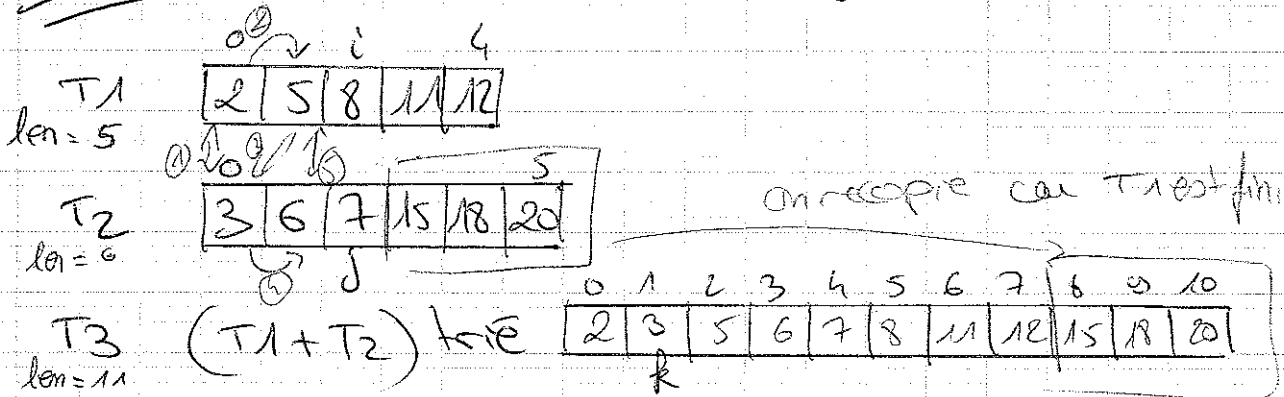 0 ② i 4
T1 2 5 8 11 12
len = 5
① 0 5
T2 3 6 7 15 18 20
on recopie car T1 est fini
len = 6
④ j
0 1 2 3 4 5 6 7 8 9 10
T3 (T1 + T2) trié 2 3 5 6 7 8 11 12 15 18 20
len = 11 k